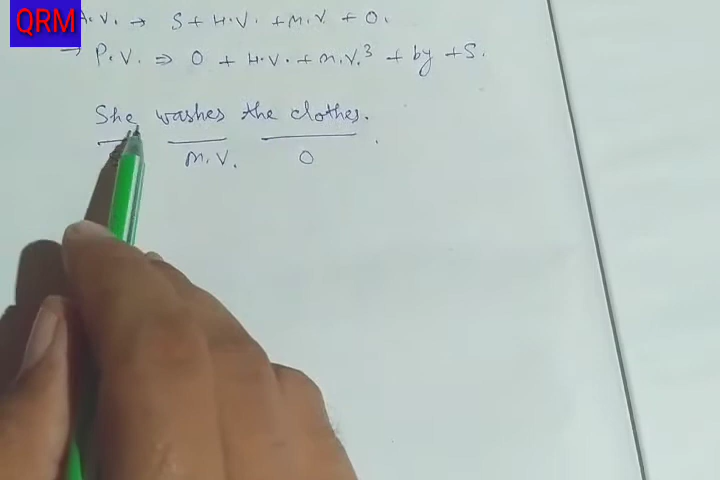 QRM
A.V. → S + H.V. + M.V + O.
→ P.V. ⇒ O + H.V. + M.V.³ + by + S.
She washes the clothes.
M.V. O